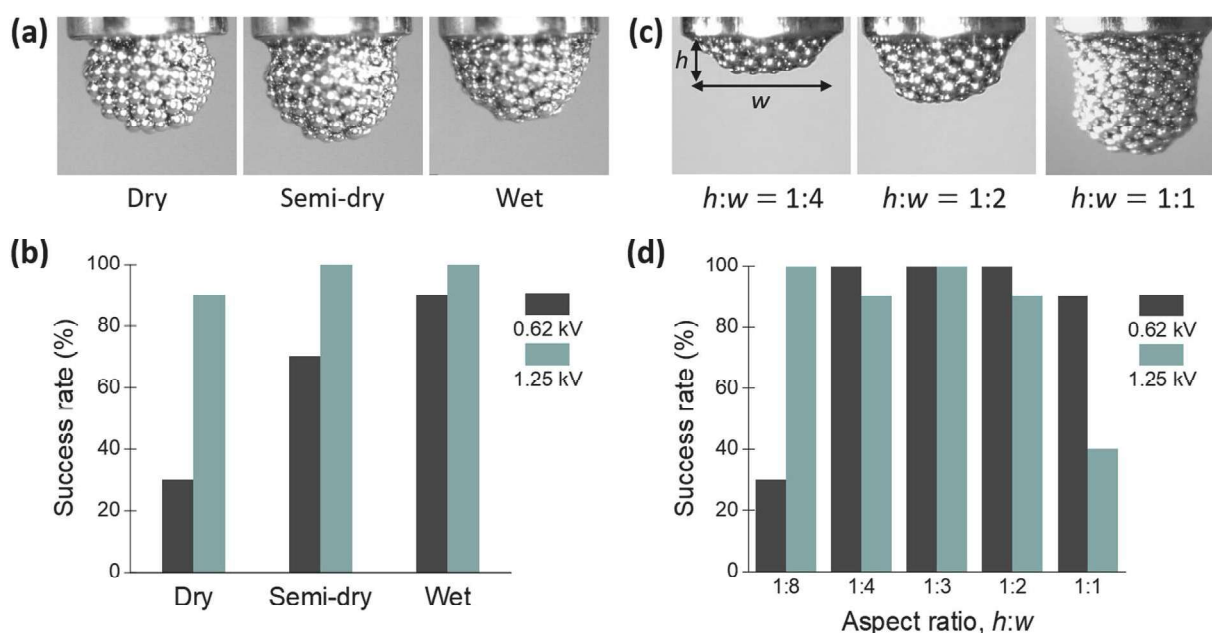 (a)
Dry
Semi-dry
Wet
(c)
h
w
h:w = 1:4
h:w = 1:2
h:w = 1:1
(b)
Success rate (%)
100
80
60
40
20
0
Dry
Semi-dry
Wet
0.62 kV
1.25 kV
(d)
Success rate (%)
100
80
60
40
20
0
1:8
1:4
1:3
1:2
1:1
Aspect ratio, h:w
0.62 kV
1.25 kV